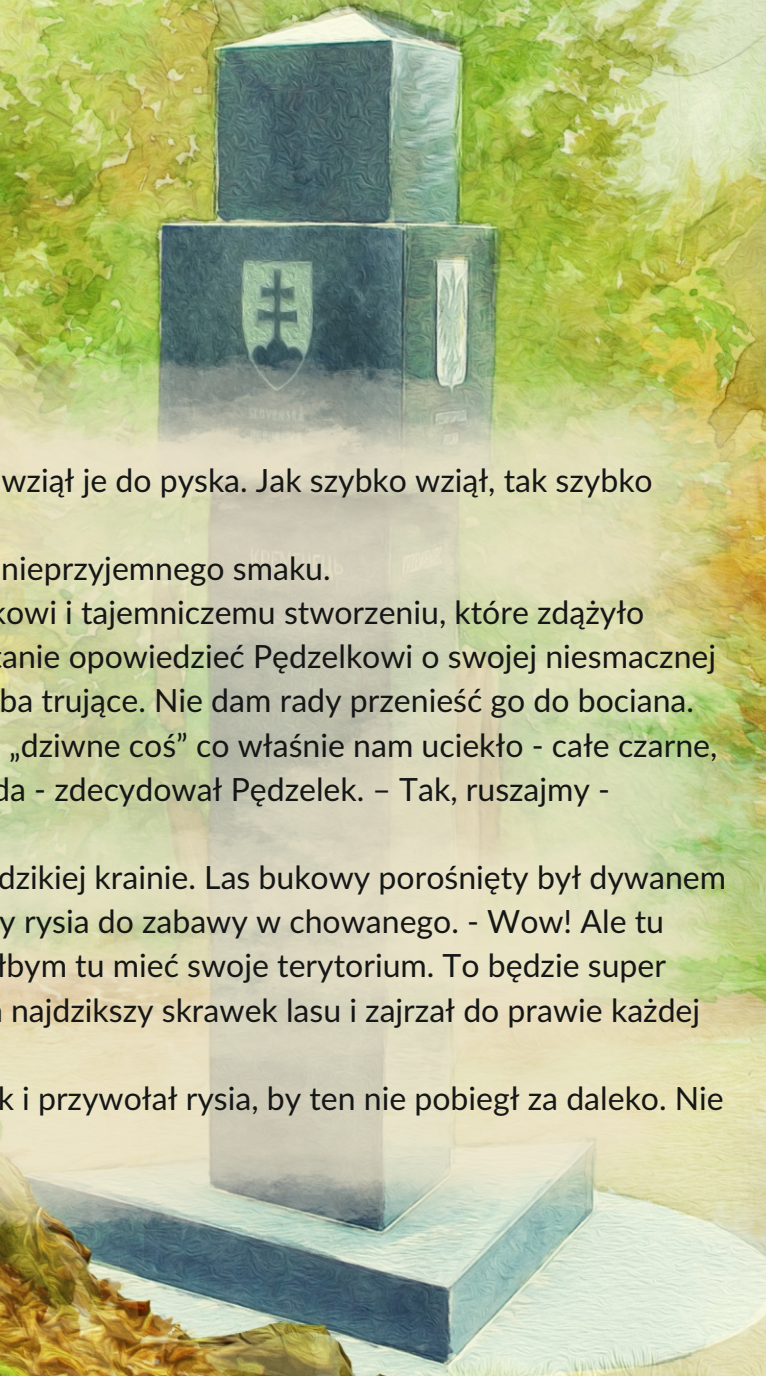 SLOVENSKÁ
wziął je do pyska. Jak szybko wziął, tak szybko
КРЕМЕНЕЦЬ
nieprzyjemnego smaku.
kowi i tajemniczemu stworzeniu, które zdążyło
tanie opowiedzieć Pędzelkowi o swojej niesmacznej
ba trujące. Nie dam rady przenieść go do bociana.
„dziwne coś” co właśnie nam uciekło - całe czarne,
da - zdecydował Pędzelek. – Tak, ruszajmy -
dzikiej krainie. Las bukowy porośnięty był dywanem
y rysia do zabawy w chowanego. - Wow! Ale tu
łbym tu mieć swoje terytorium. To będzie super
najdzikszy skrawek lasu i zajrzał do prawie każdej
k i przywołał rysia, by ten nie pobiegł za daleko. Nie